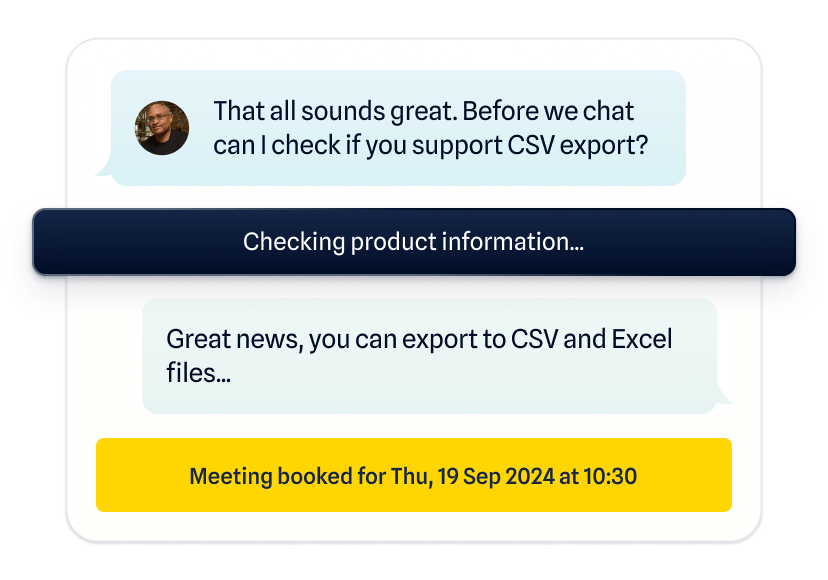 That all sounds great. Before we chat
can I check if you support CSV export?
Checking product information...
Great news, you can export to CSV and Excel
files...
Meeting booked for Thu, 19 Sep 2024 at 10:30